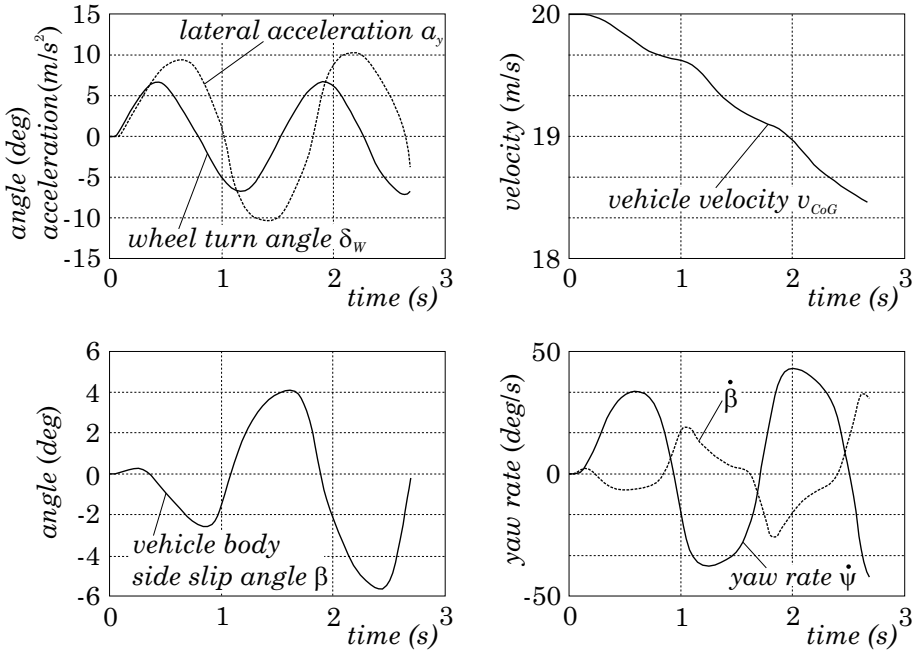 angle (deg)
acceleration (m/s²)
15
10
5
0
-5
-10
-15
lateral acceleration a_y
wheel turn angle δ_W
0
1
2
3
time (s)
velocity (m/s)
20
19
18
vehicle velocity v_CoG
0
1
2
3
time (s)
angle (deg)
6
4
2
0
-2
-4
-6
vehicle body
side slip angle β
0
1
2
3
time (s)
yaw rate (deg/s)
50
0
-50
β̇
yaw rate ψ̇
0
1
2
3
time (s)